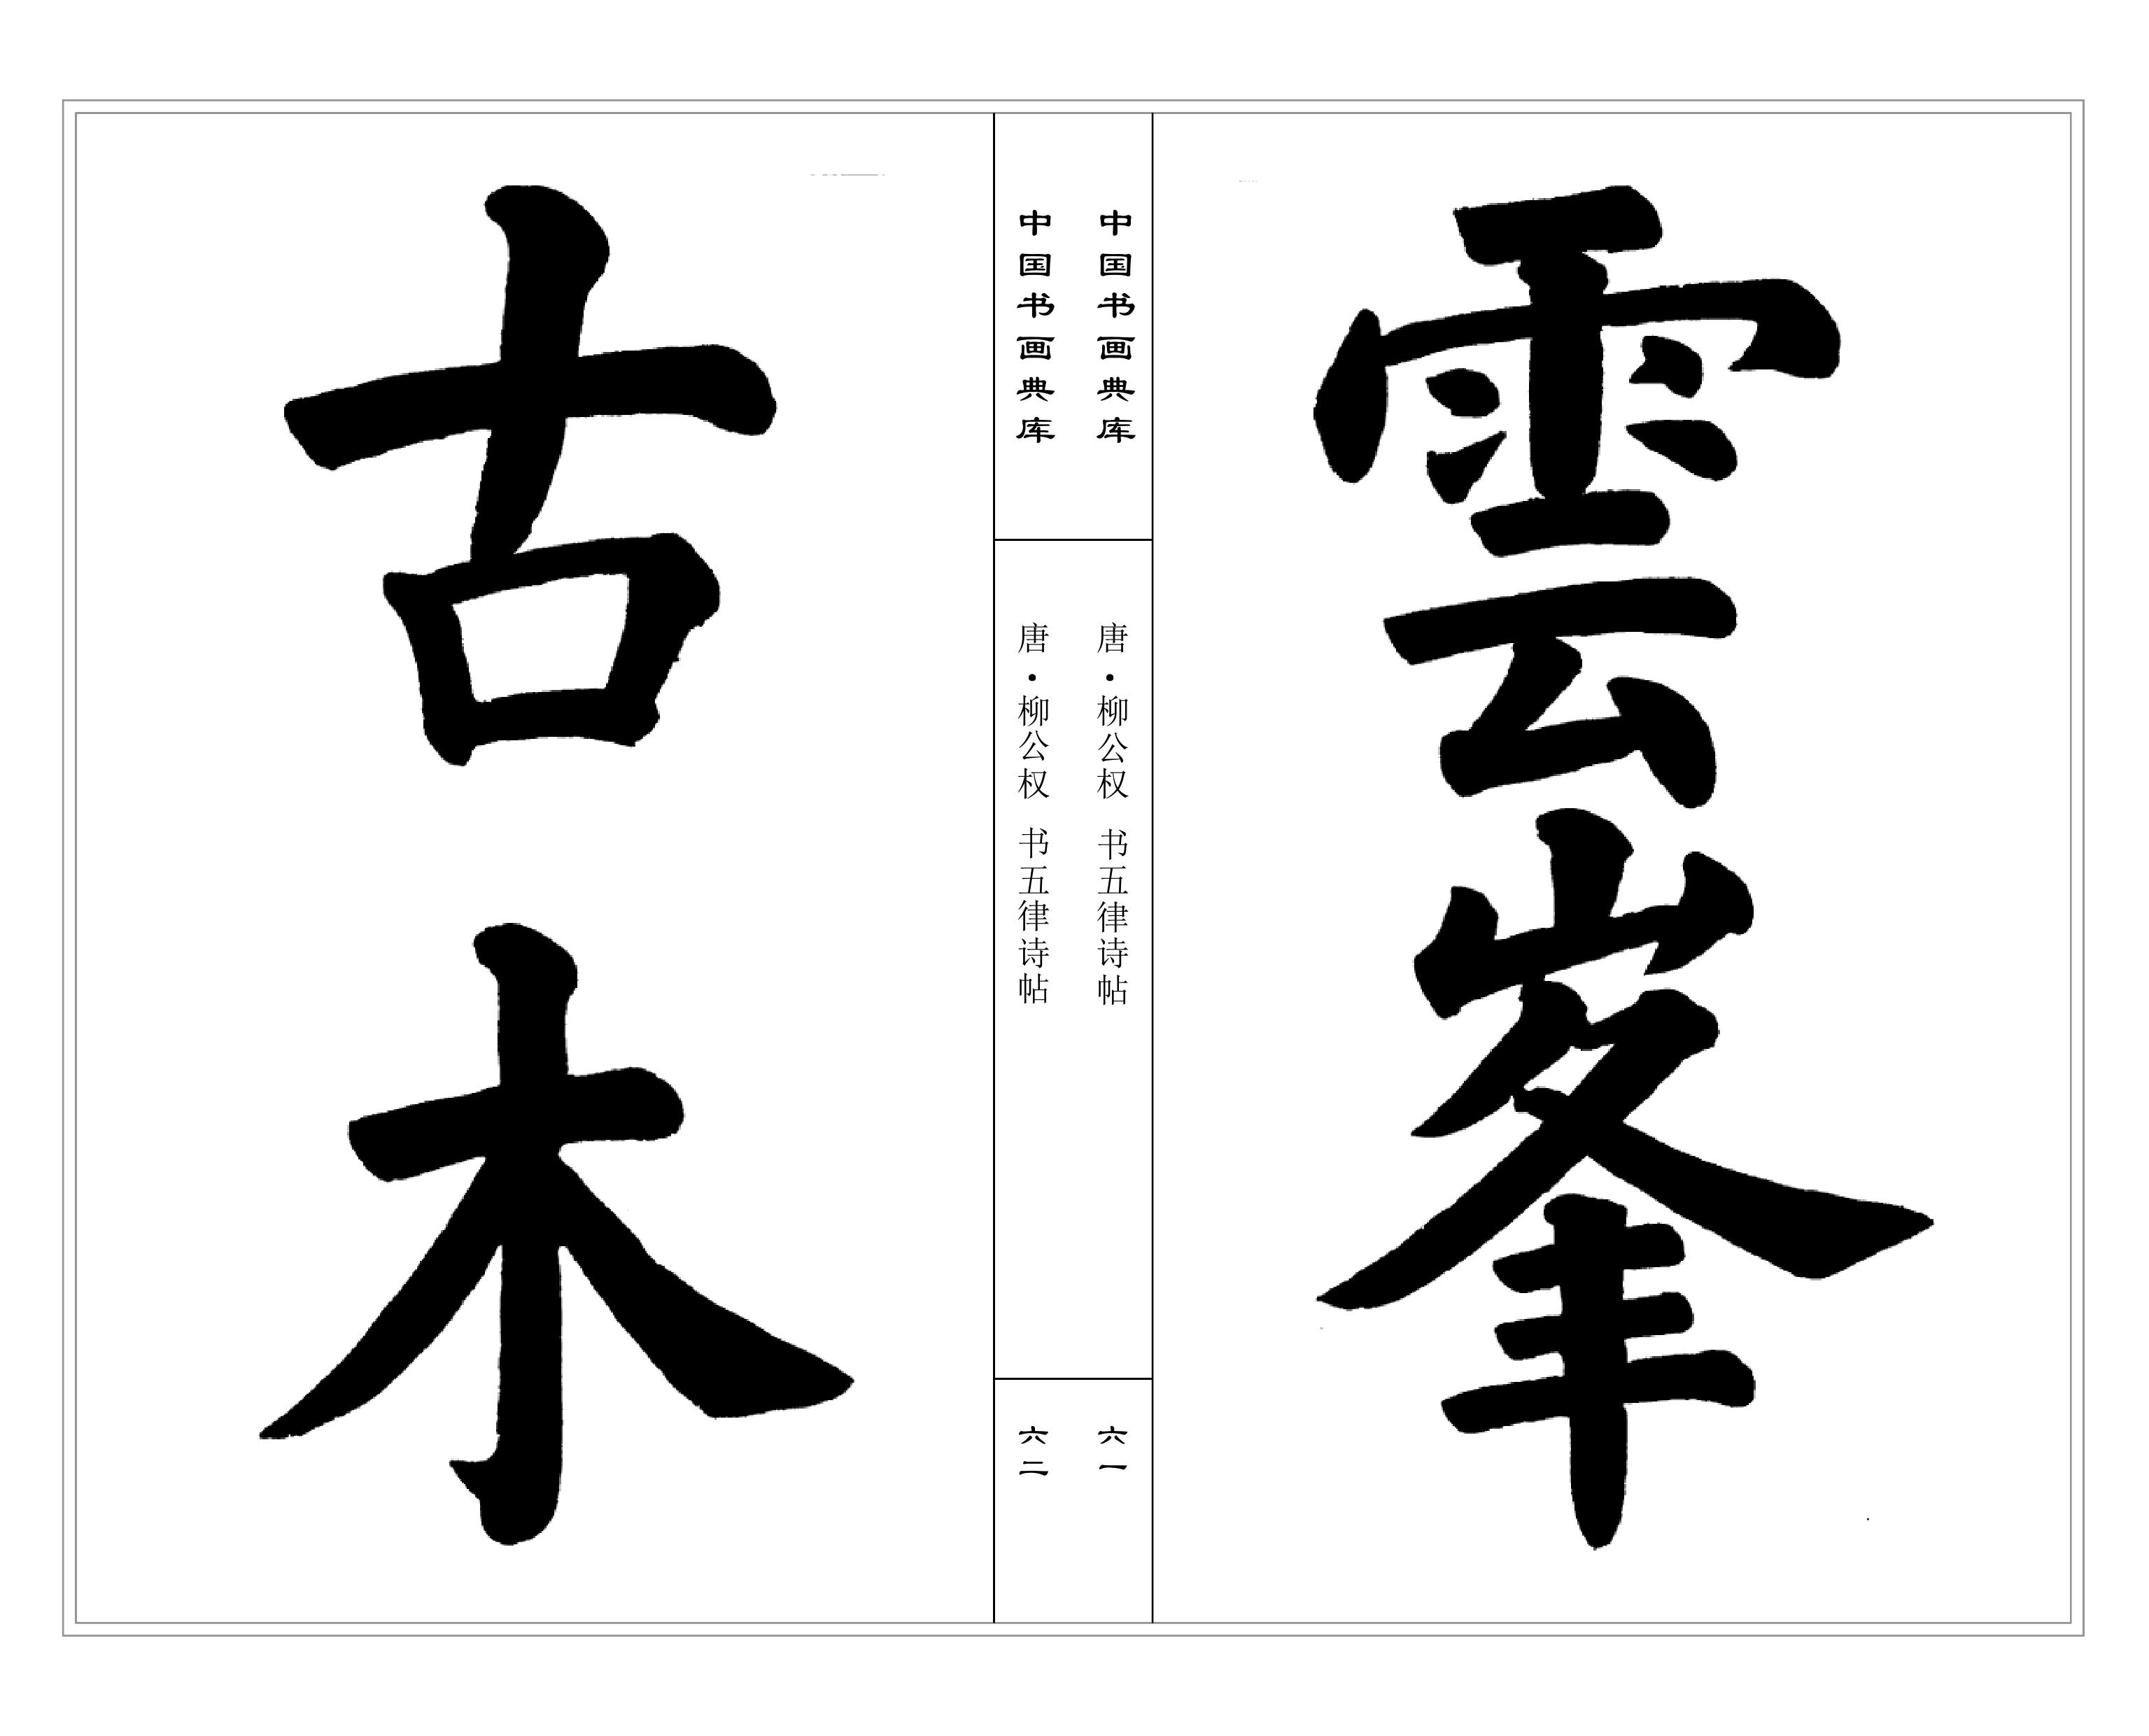 雲峯
中国书画典库
唐·柳公权 书五律诗帖
六一
中国书画典库
唐·柳公权 书五律诗帖
六二
古木